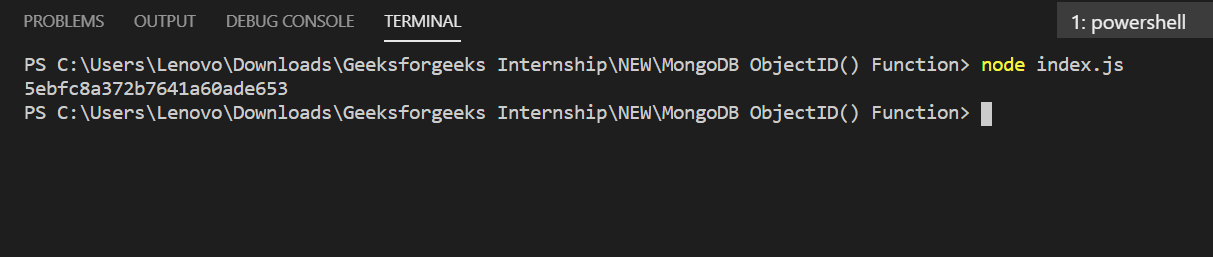 PROBLEMS OUTPUT DEBUG CONSOLE TERMINAL 1: powershell
PS C:\Users\Lenovo\Downloads\Geeksforgeeks Internship\NEW\MongoDB ObjectID() Function> node index.js
5ebfc8a372b7641a60ade653
PS C:\Users\Lenovo\Downloads\Geeksforgeeks Internship\NEW\MongoDB ObjectID() Function>